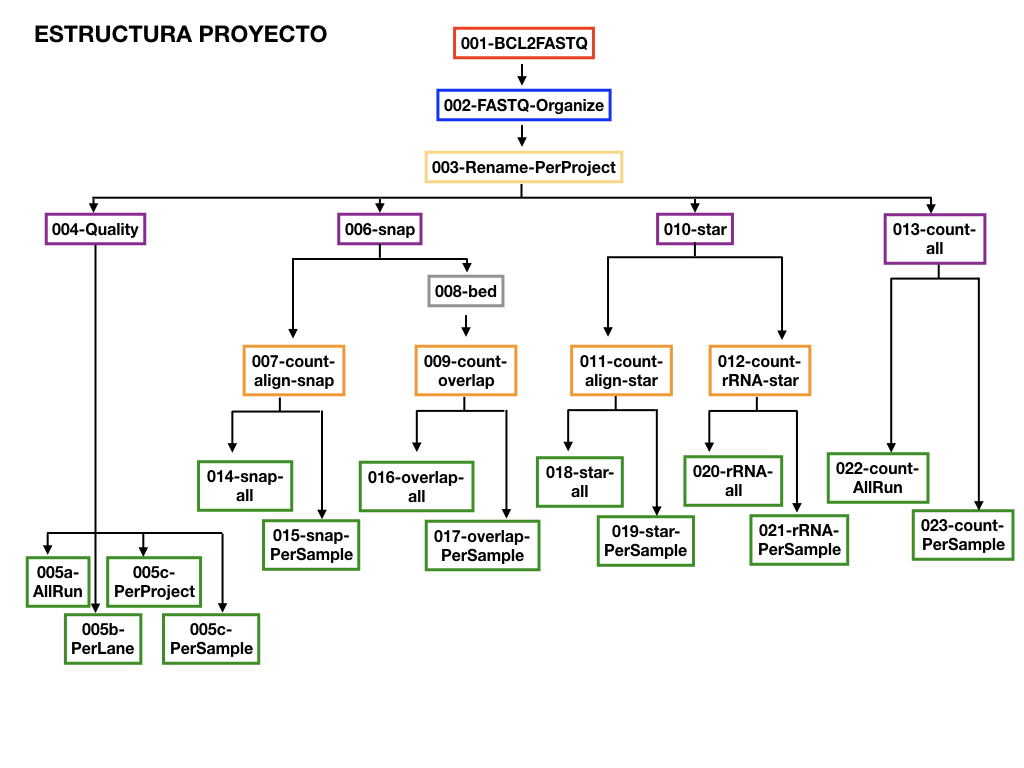 ESTRUCTURA PROYECTO
001-BCL2FASTQ
002-FASTQ-Organize
003-Rename-PerProject
004-Quality
006-snap
010-star
013-count-
all
008-bed
007-count-
align-snap
009-count-
overlap
011-count-
align-star
012-count-
rRNA-star
014-snap-
all
016-overlap-
all
018-star-
all
020-rRNA-
all
022-count-
AllRun
015-snap-
PerSample
017-overlap-
PerSample
019-star-
PerSample
021-rRNA-
PerSample
023-count-
PerSample
005a-
AllRun
005c-
PerProject
005b-
PerLane
005c-
PerSample